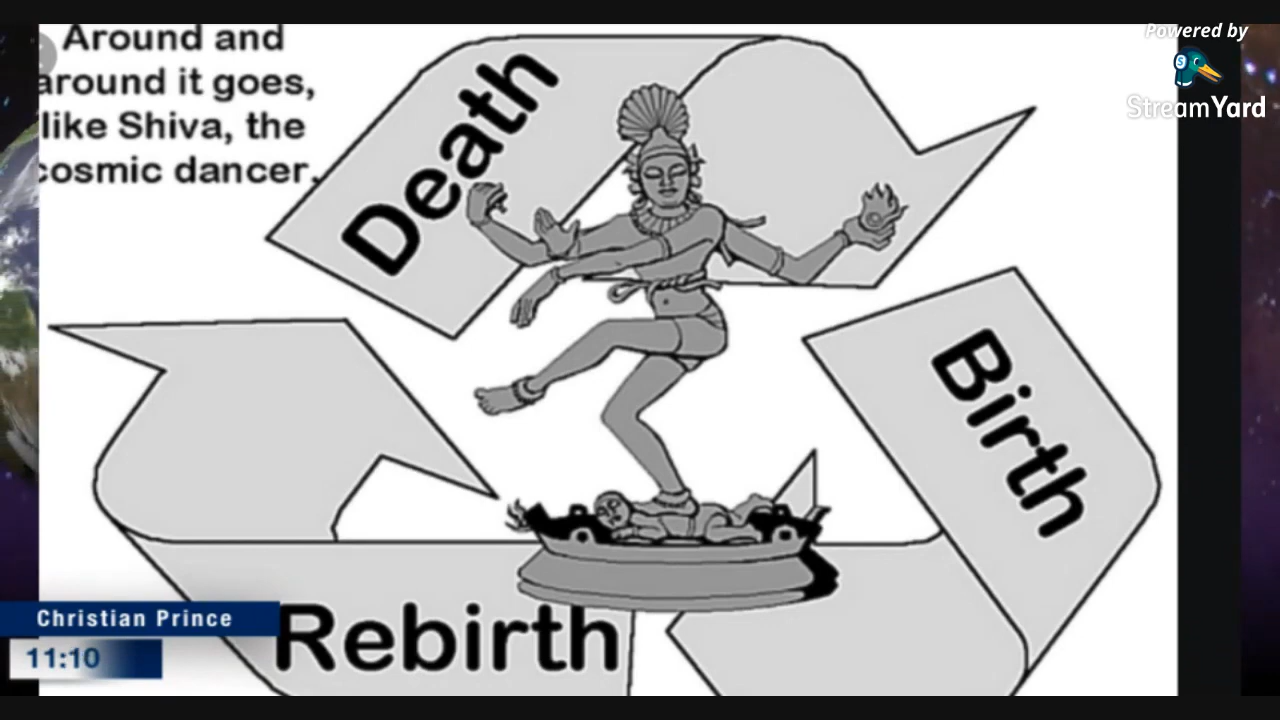 Around and
around it goes,
like Shiva, the
cosmic dancer.
Powered by
StreamYard
Death
Birth
Rebirth
Christian Prince
11:10